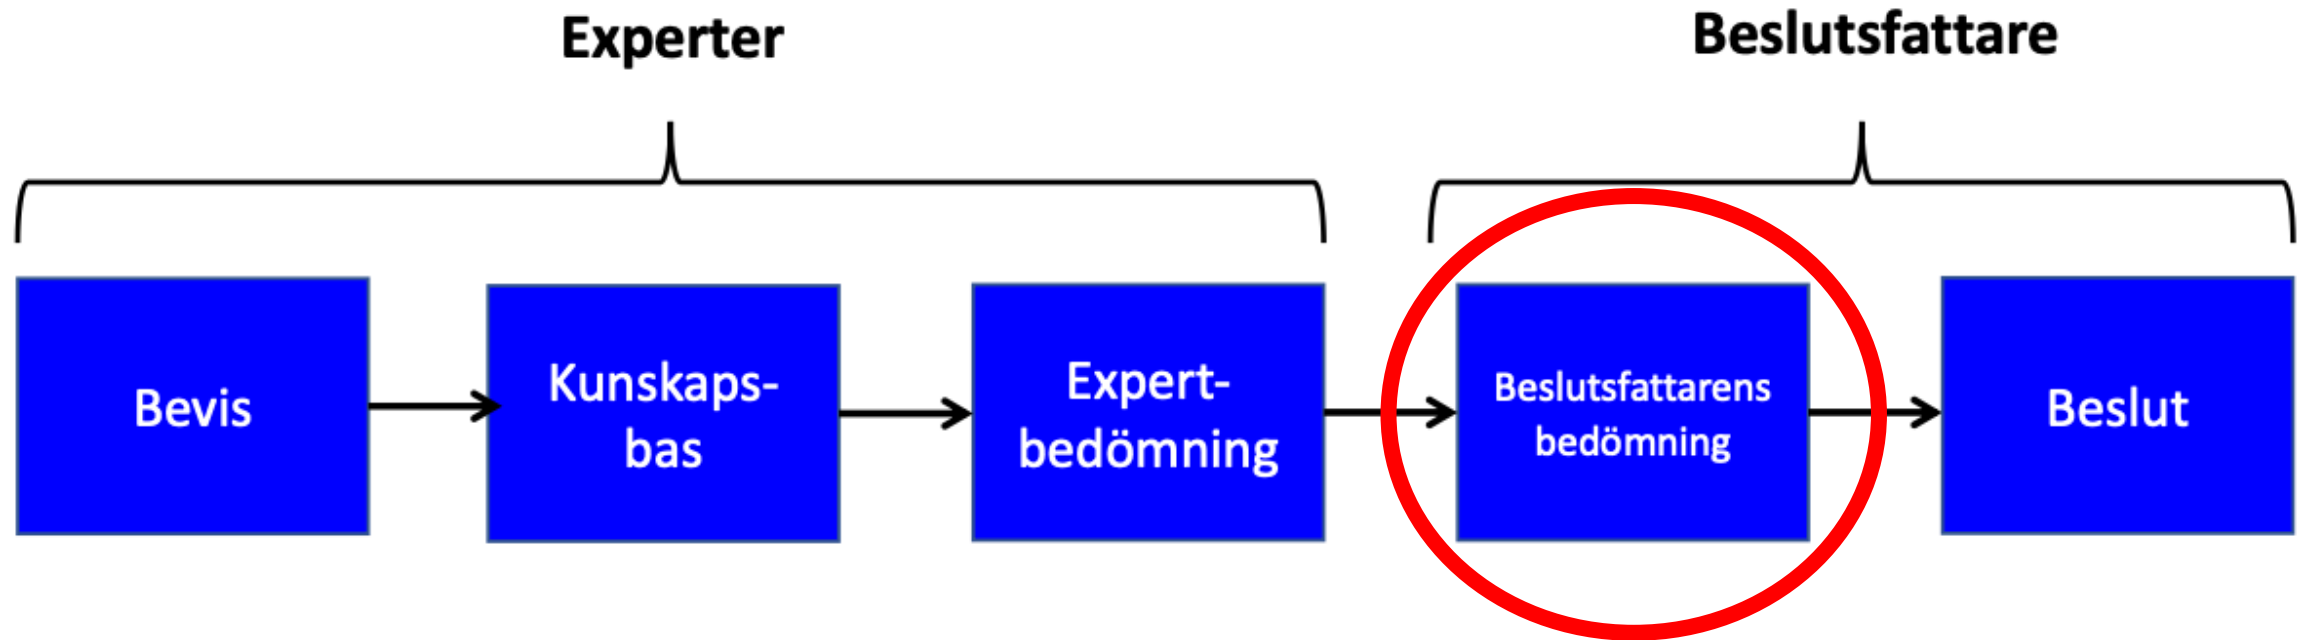 Experter
Beslutsfattare
Bevis
Kunskaps-
bas
Expert-
bedömning
Beslutsfattarens
bedömning
Beslut